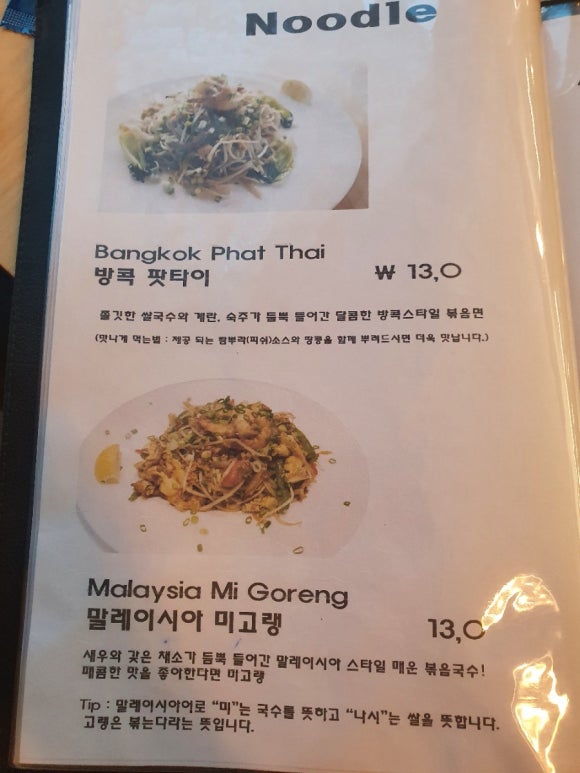 Noodle
Bangkok Phat Thai
방콕 팟타이
₩ 13,0
쫄깃한 쌀국수와 계란, 숙주가 듬뿍 들어간 달콤한 방콕스타일 볶음면
(맛나게 먹는법 : 제공 되는 남뿌락(피쉬)소스와 땅콩을 함께 뿌려드시면 더욱 맛납니다.)
Malaysia Mi Goreng
말레이시아 미고랭
13,0
새우와 갖은 채소가 듬뿍 들어간 말레이시아 스타일 매운 볶음국수!
매콤한 맛을 좋아한다면 미고랭
Tip : 말레이시아어로 “미”는 국수를 뜻하고 “나시”는 쌀을 뜻합니다.
고랭은 볶는다라는 뜻입니다.